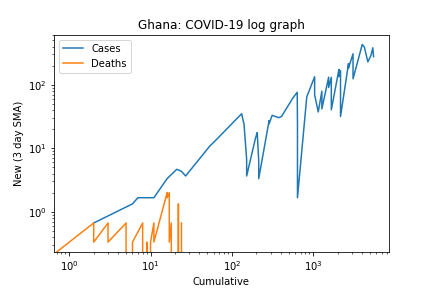 Ghana: COVID-19 log graph
Cases
Deaths
New (3 day SMA)
10²
10¹
10⁰
10⁰ 10¹ 10² 10³
Cumulative